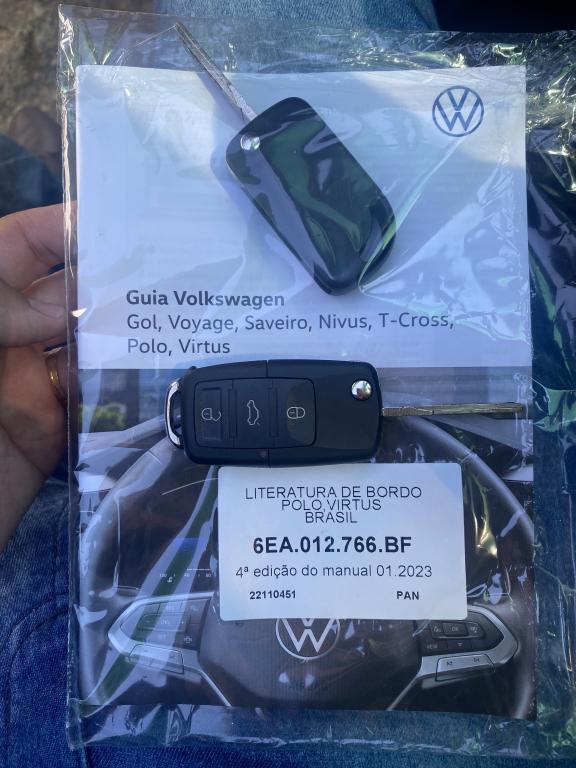 Guia Volkswagen
Gol, Voyage, Saveiro, Nivus, T-Cross,
Polo, Virtus
LITERATURA DE BORDO
POLO,VIRTUS
BRASIL
6EA.012.766.BF
4ª edição do manual 01.2023
22110451 PAN